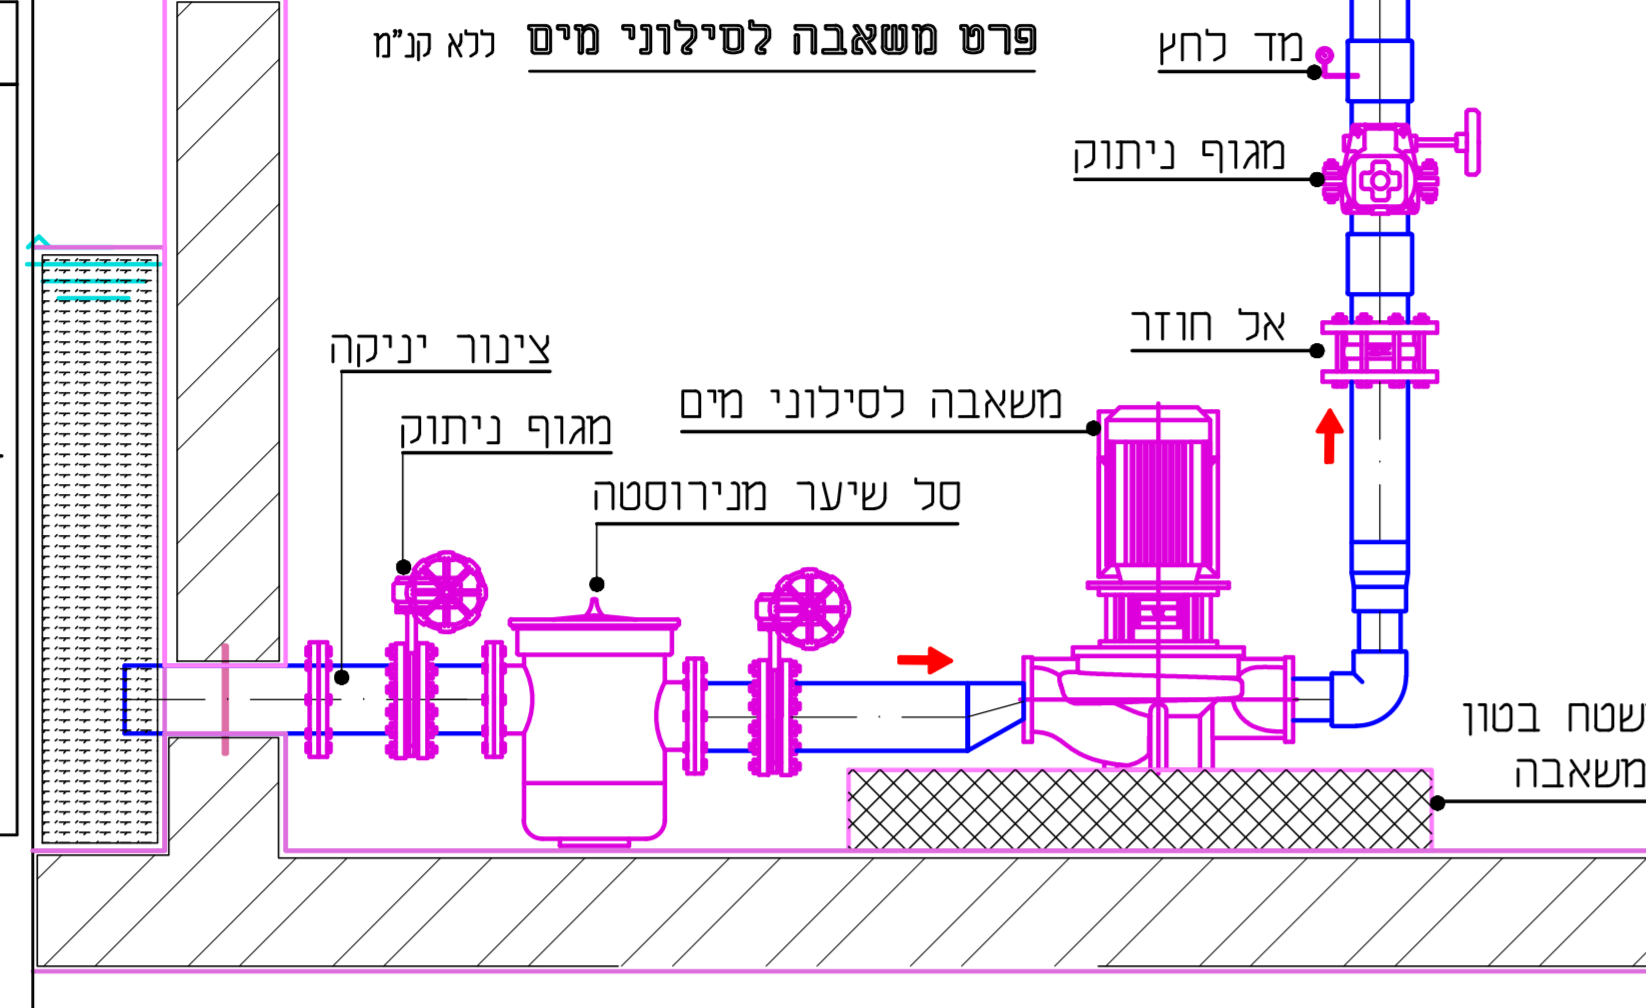 פרט משאבה לסילוני מים ללא קנ"מ
מד לחץ
מגוף ניתוק
אל חוזר
צינור יניקה
משאבה לסילוני מים
מגוף ניתוק
סל שיער מנירוסטה
שטח בטון
משאבה